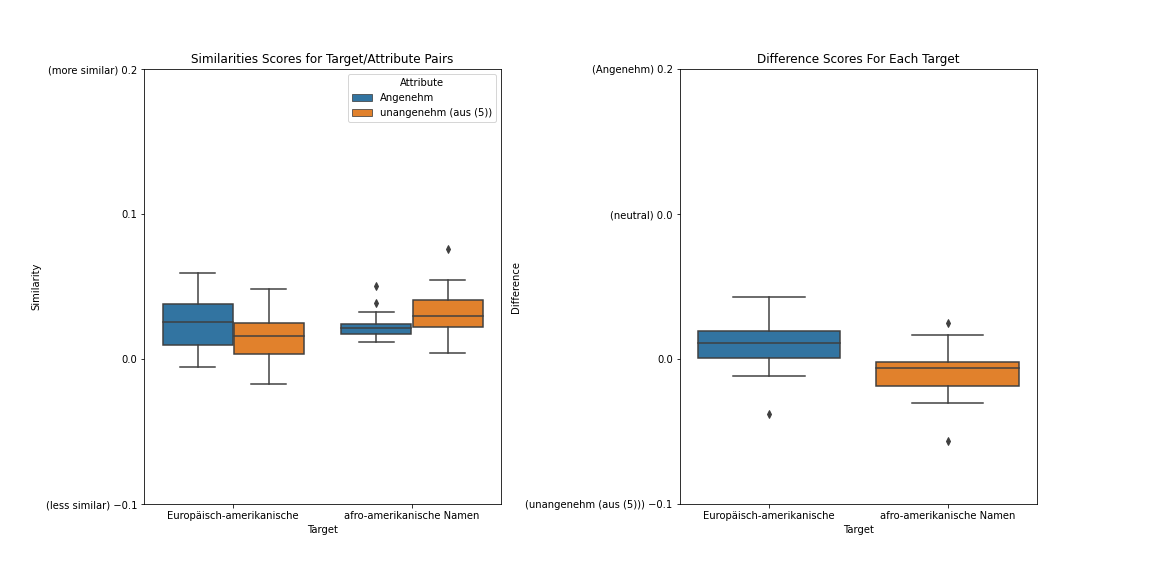 Similarities Scores for Target/Attribute Pairs
(more similar) 0.2
0.1
0.0
(less similar) −0.1
Similarity
Attribute
Angenehm
unangenehm (aus (5))
Europäisch-amerikanische
afro-amerikanische Namen
Target
Difference Scores For Each Target
(Angenehm) 0.2
(neutral) 0.0
0.0
(unangenehm (aus (5))) −0.1
Difference
Europäisch-amerikanische
afro-amerikanische Namen
Target